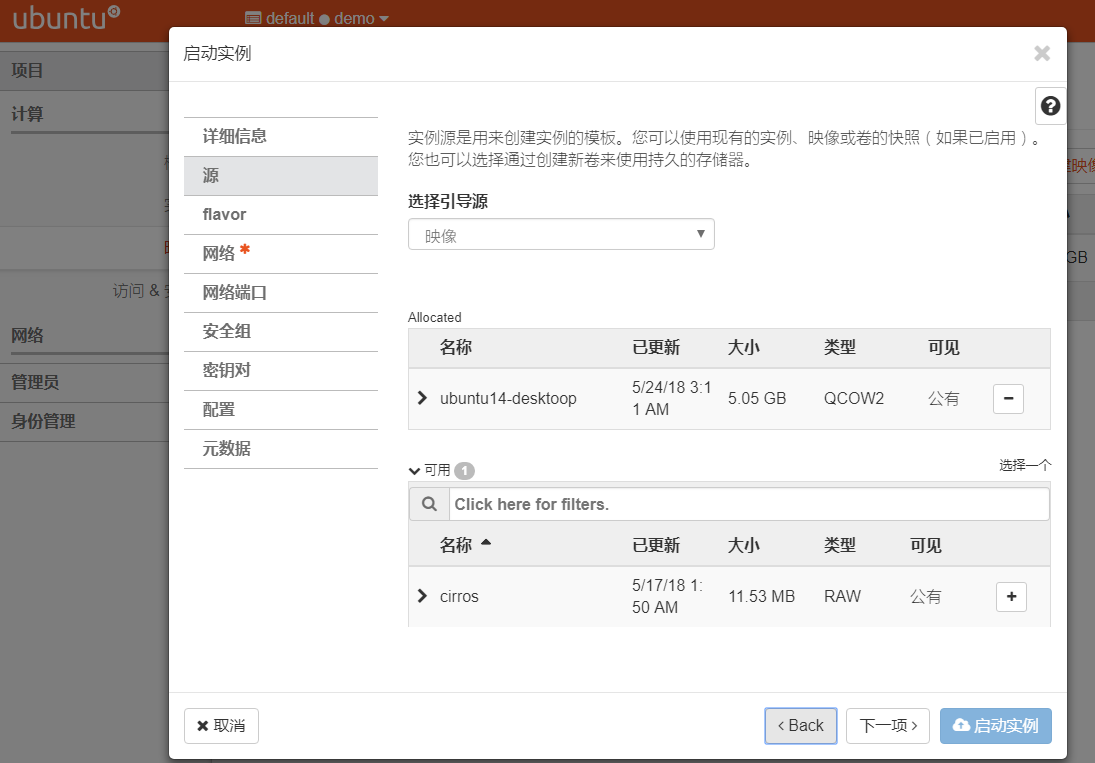 ubuntu
default demo
启动实例
项目
计算
详细信息
实例源是用来创建实例的模板。您可以使用现有的实例、映像或卷的快照（如果已启用）。
您也可以选择通过创建新卷来使用持久的存储器。
源
选择引导源
flavor
映像
网络 *
网络端口
访问 &
Allocated
安全组
网络
名称 已更新 大小 类型 可见
密钥对
管理员
ubuntu14-desktoop 5/24/18 3:1 5.05 GB QCOW2 公有
1 AM
配置
身份管理
元数据
可用 1 选择一个
Click here for filters.
名称 已更新 大小 类型 可见
cirros 5/17/18 1: 11.53 MB RAW 公有
50 AM
取消 < Back 下一项 > 启动实例
建映像
GB